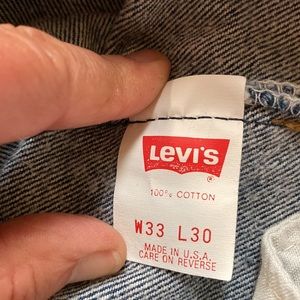 Levi's
®
100% COTTON
W33 L30
MADE IN U.S.A.
CARE ON REVERSE